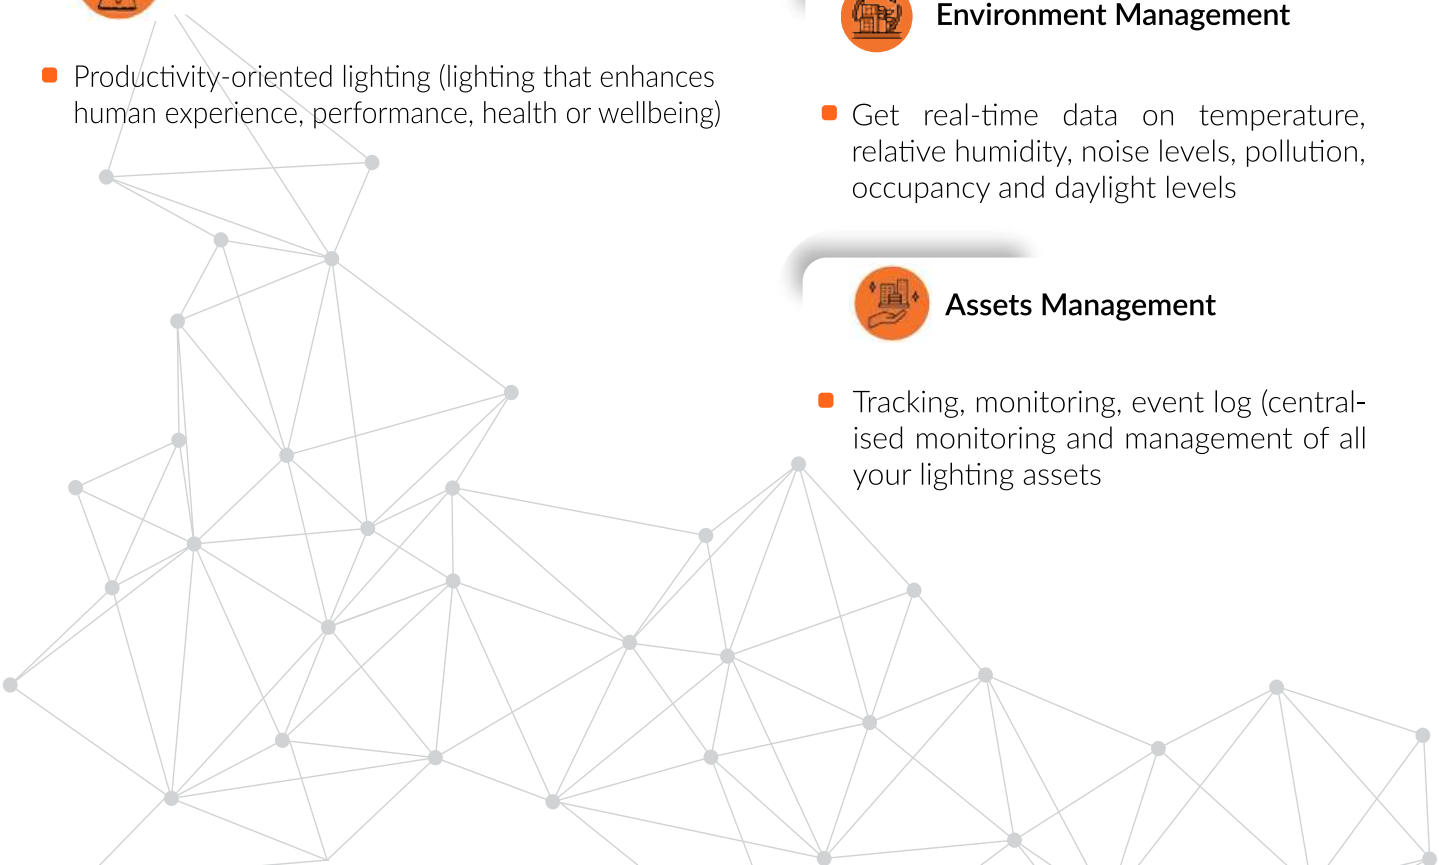 Productivity-oriented lighting (lighting that enhances
human experience, performance, health or wellbeing)
Environment Management
Get real-time data on temperature,
relative humidity, noise levels, pollution,
occupancy and daylight levels
Assets Management
Tracking, monitoring, event log (central-
ised monitoring and management of all
your lighting assets